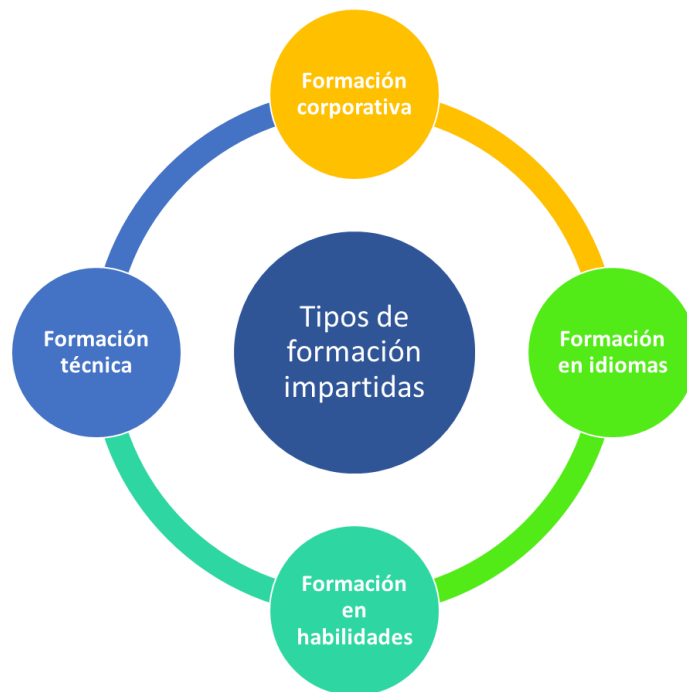 Formación
corporativa
Tipos de
formación
impartidas
Formación
técnica
Formación
en idiomas
Formación
en
habilidades